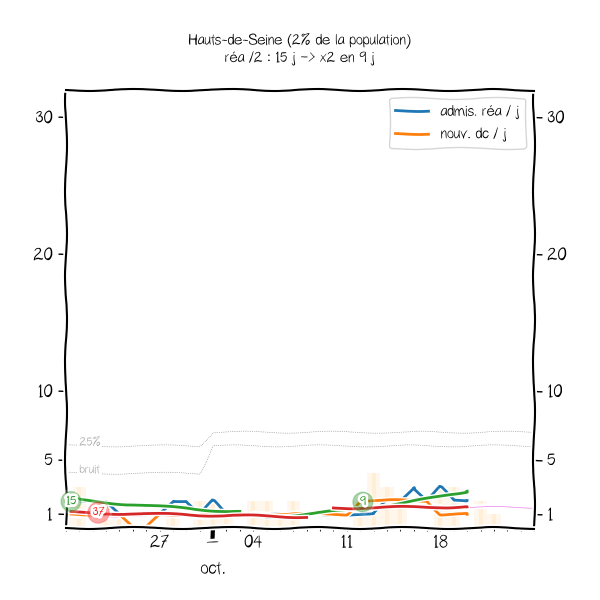 Hauts-de-Seine (2% de la population)
réa /2 : 15 j -> x2 en 9 j
admis. réa / j
nouv. dc / j
30 30
20 20
10 10
25%
5 5
bruit
15 37 9
1 1
27 04 11 18
oct.